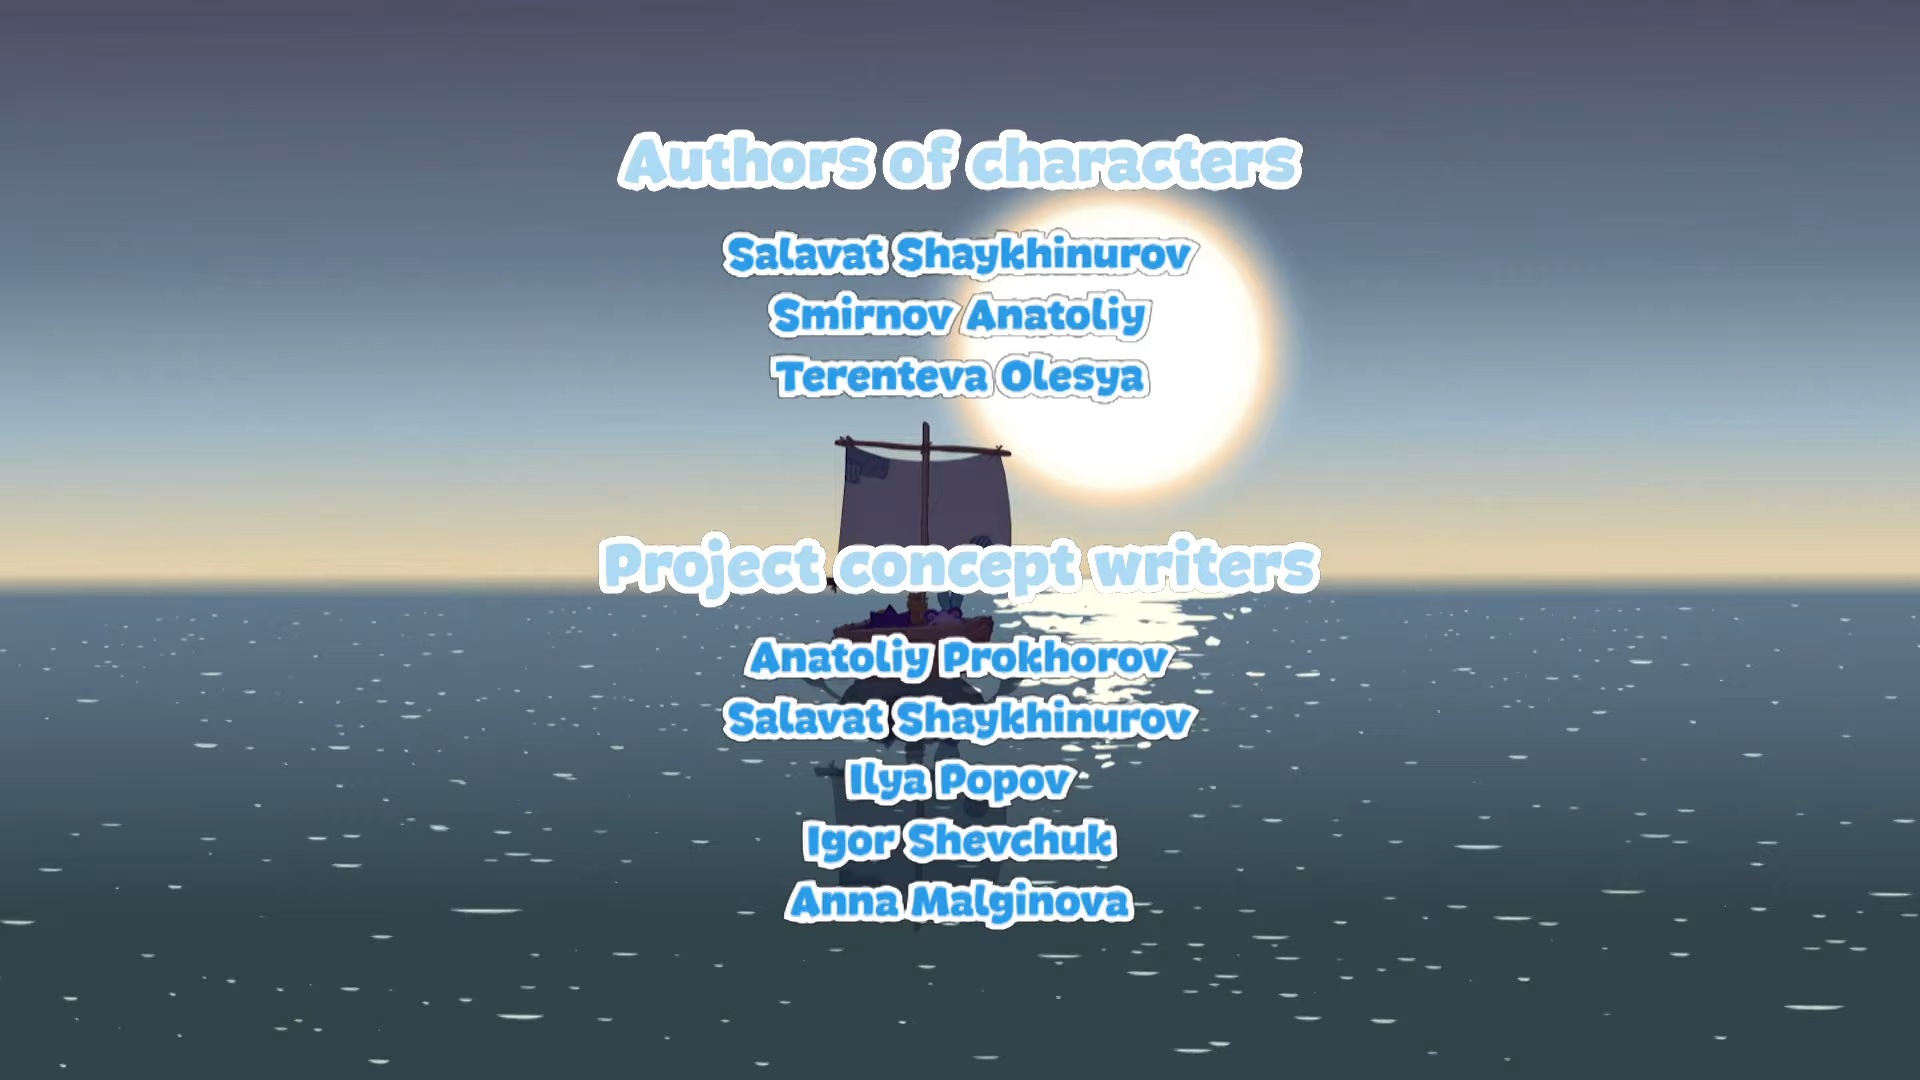 Authors of characters
Salavat Shaykhinurov
Smirnov Anatoliy
Terenteva Olesya
Project concept writers
Anatoliy Prokhorov
Salavat Shaykhinurov
Ilya Popov
Igor Shevchuk
Anna Malginova